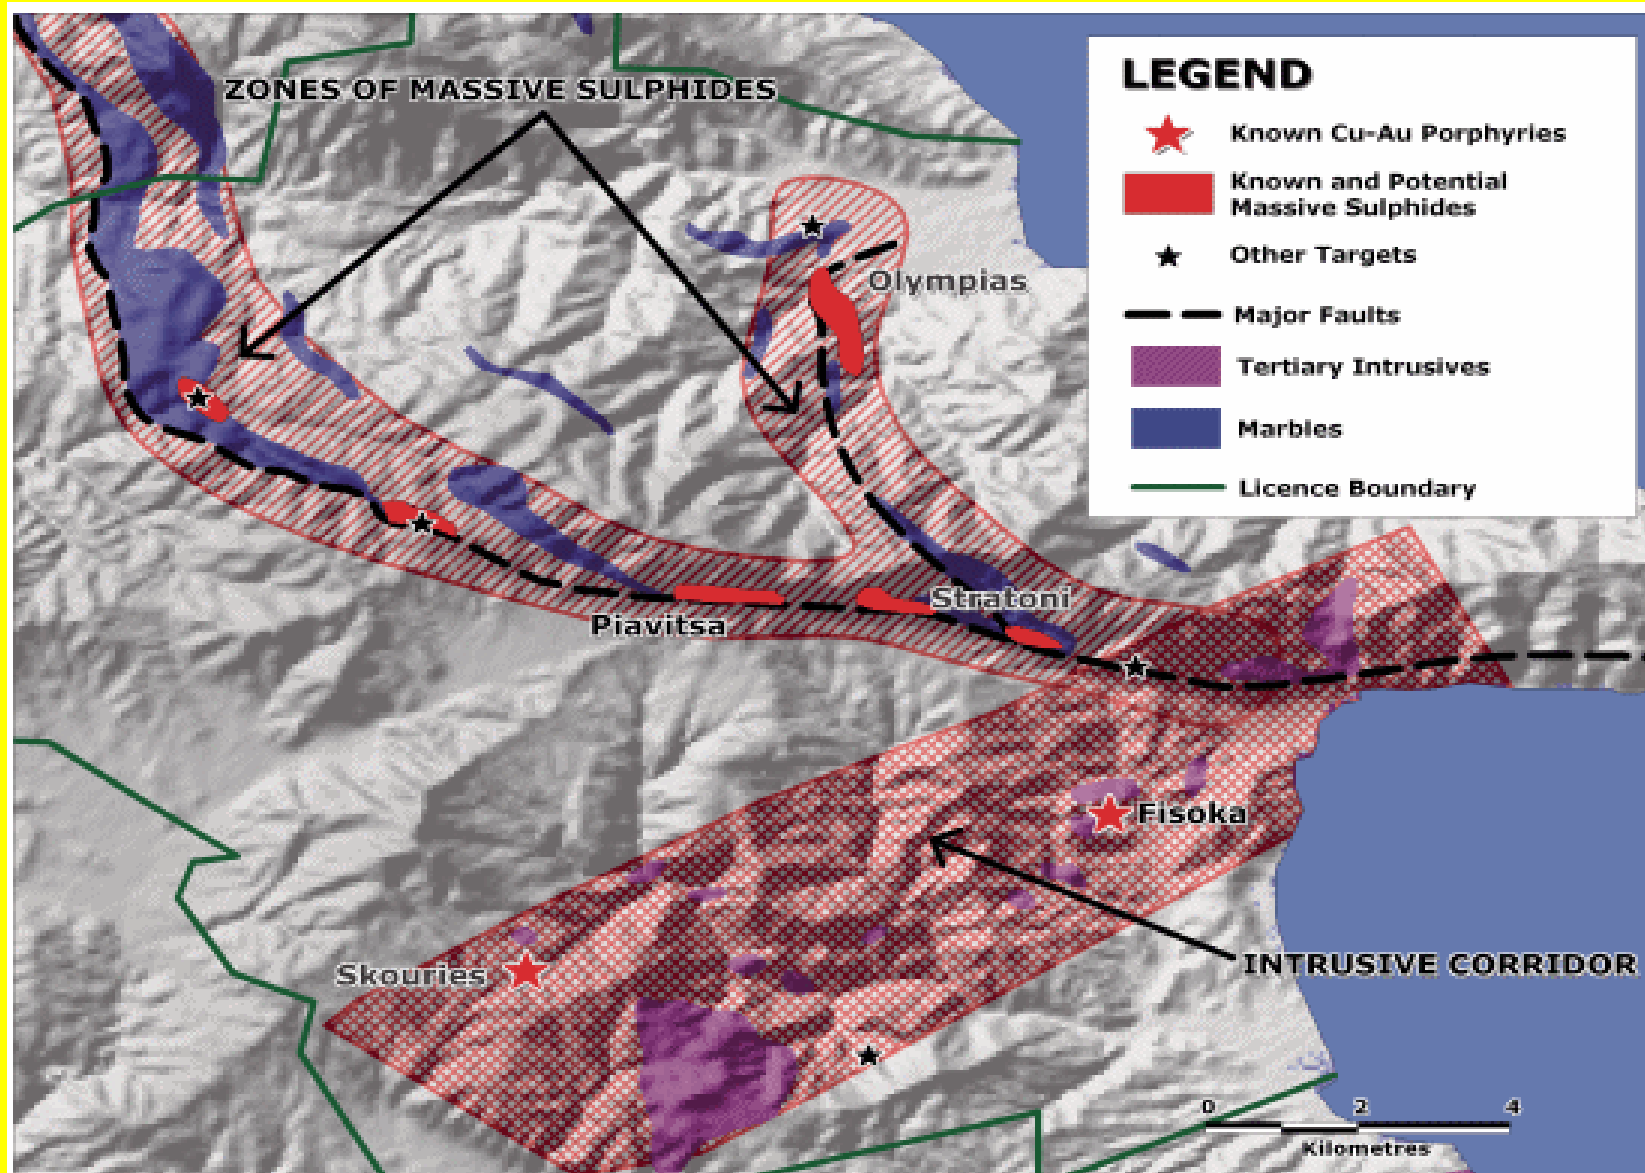 LEGEND
Known Cu-Au Porphyries
Known and Potential
Massive Sulphides
Other Targets
Major Faults
Tertiary Intrusives
Marbles
Licence Boundary
ZONES OF MASSIVE SULPHIDES
Olympias
Stratoni
Piavitsa
Fisoka
Skouries
INTRUSIVE CORRIDOR
0 2 4
Kilometres